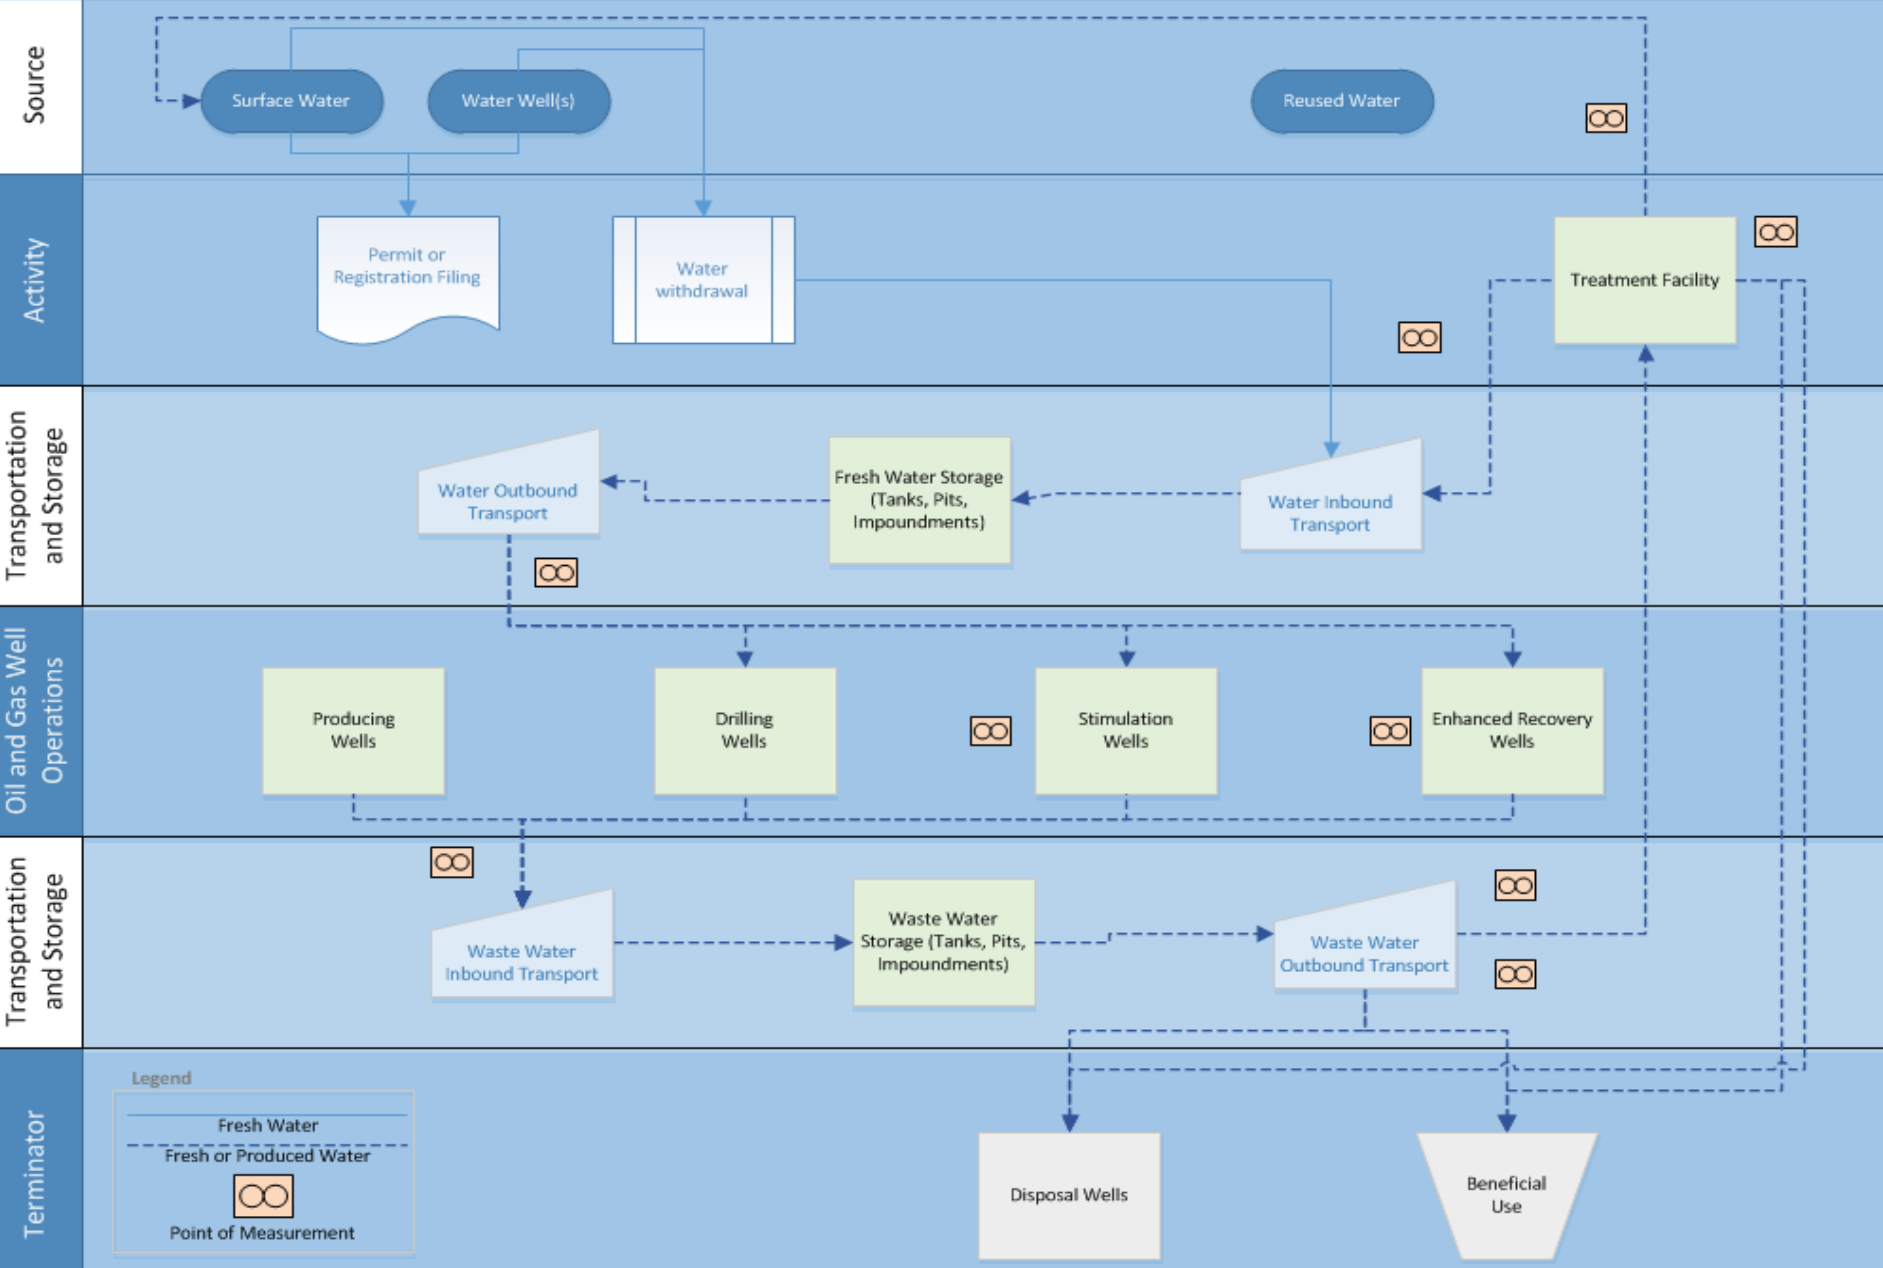 Source
Surface Water
Water Well(s)
Reused Water
Activity
Permit or
Registration Filing
Water
withdrawal
Treatment Facility
Transportation
and Storage
Water Outbound
Transport
Fresh Water Storage
(Tanks, Pits,
Impoundments)
Water Inbound
Transport
Oil and Gas Well
Operations
Producing
Wells
Drilling
Wells
Stimulation
Wells
Enhanced Recovery
Wells
Transportation
and Storage
Waste Water
Inbound Transport
Waste Water
Storage (Tanks, Pits,
Impoundments)
Waste Water
Outbound Transport
Terminator
Legend
Fresh Water
Fresh or Produced Water
Point of Measurement
Disposal Wells
Beneficial
Use